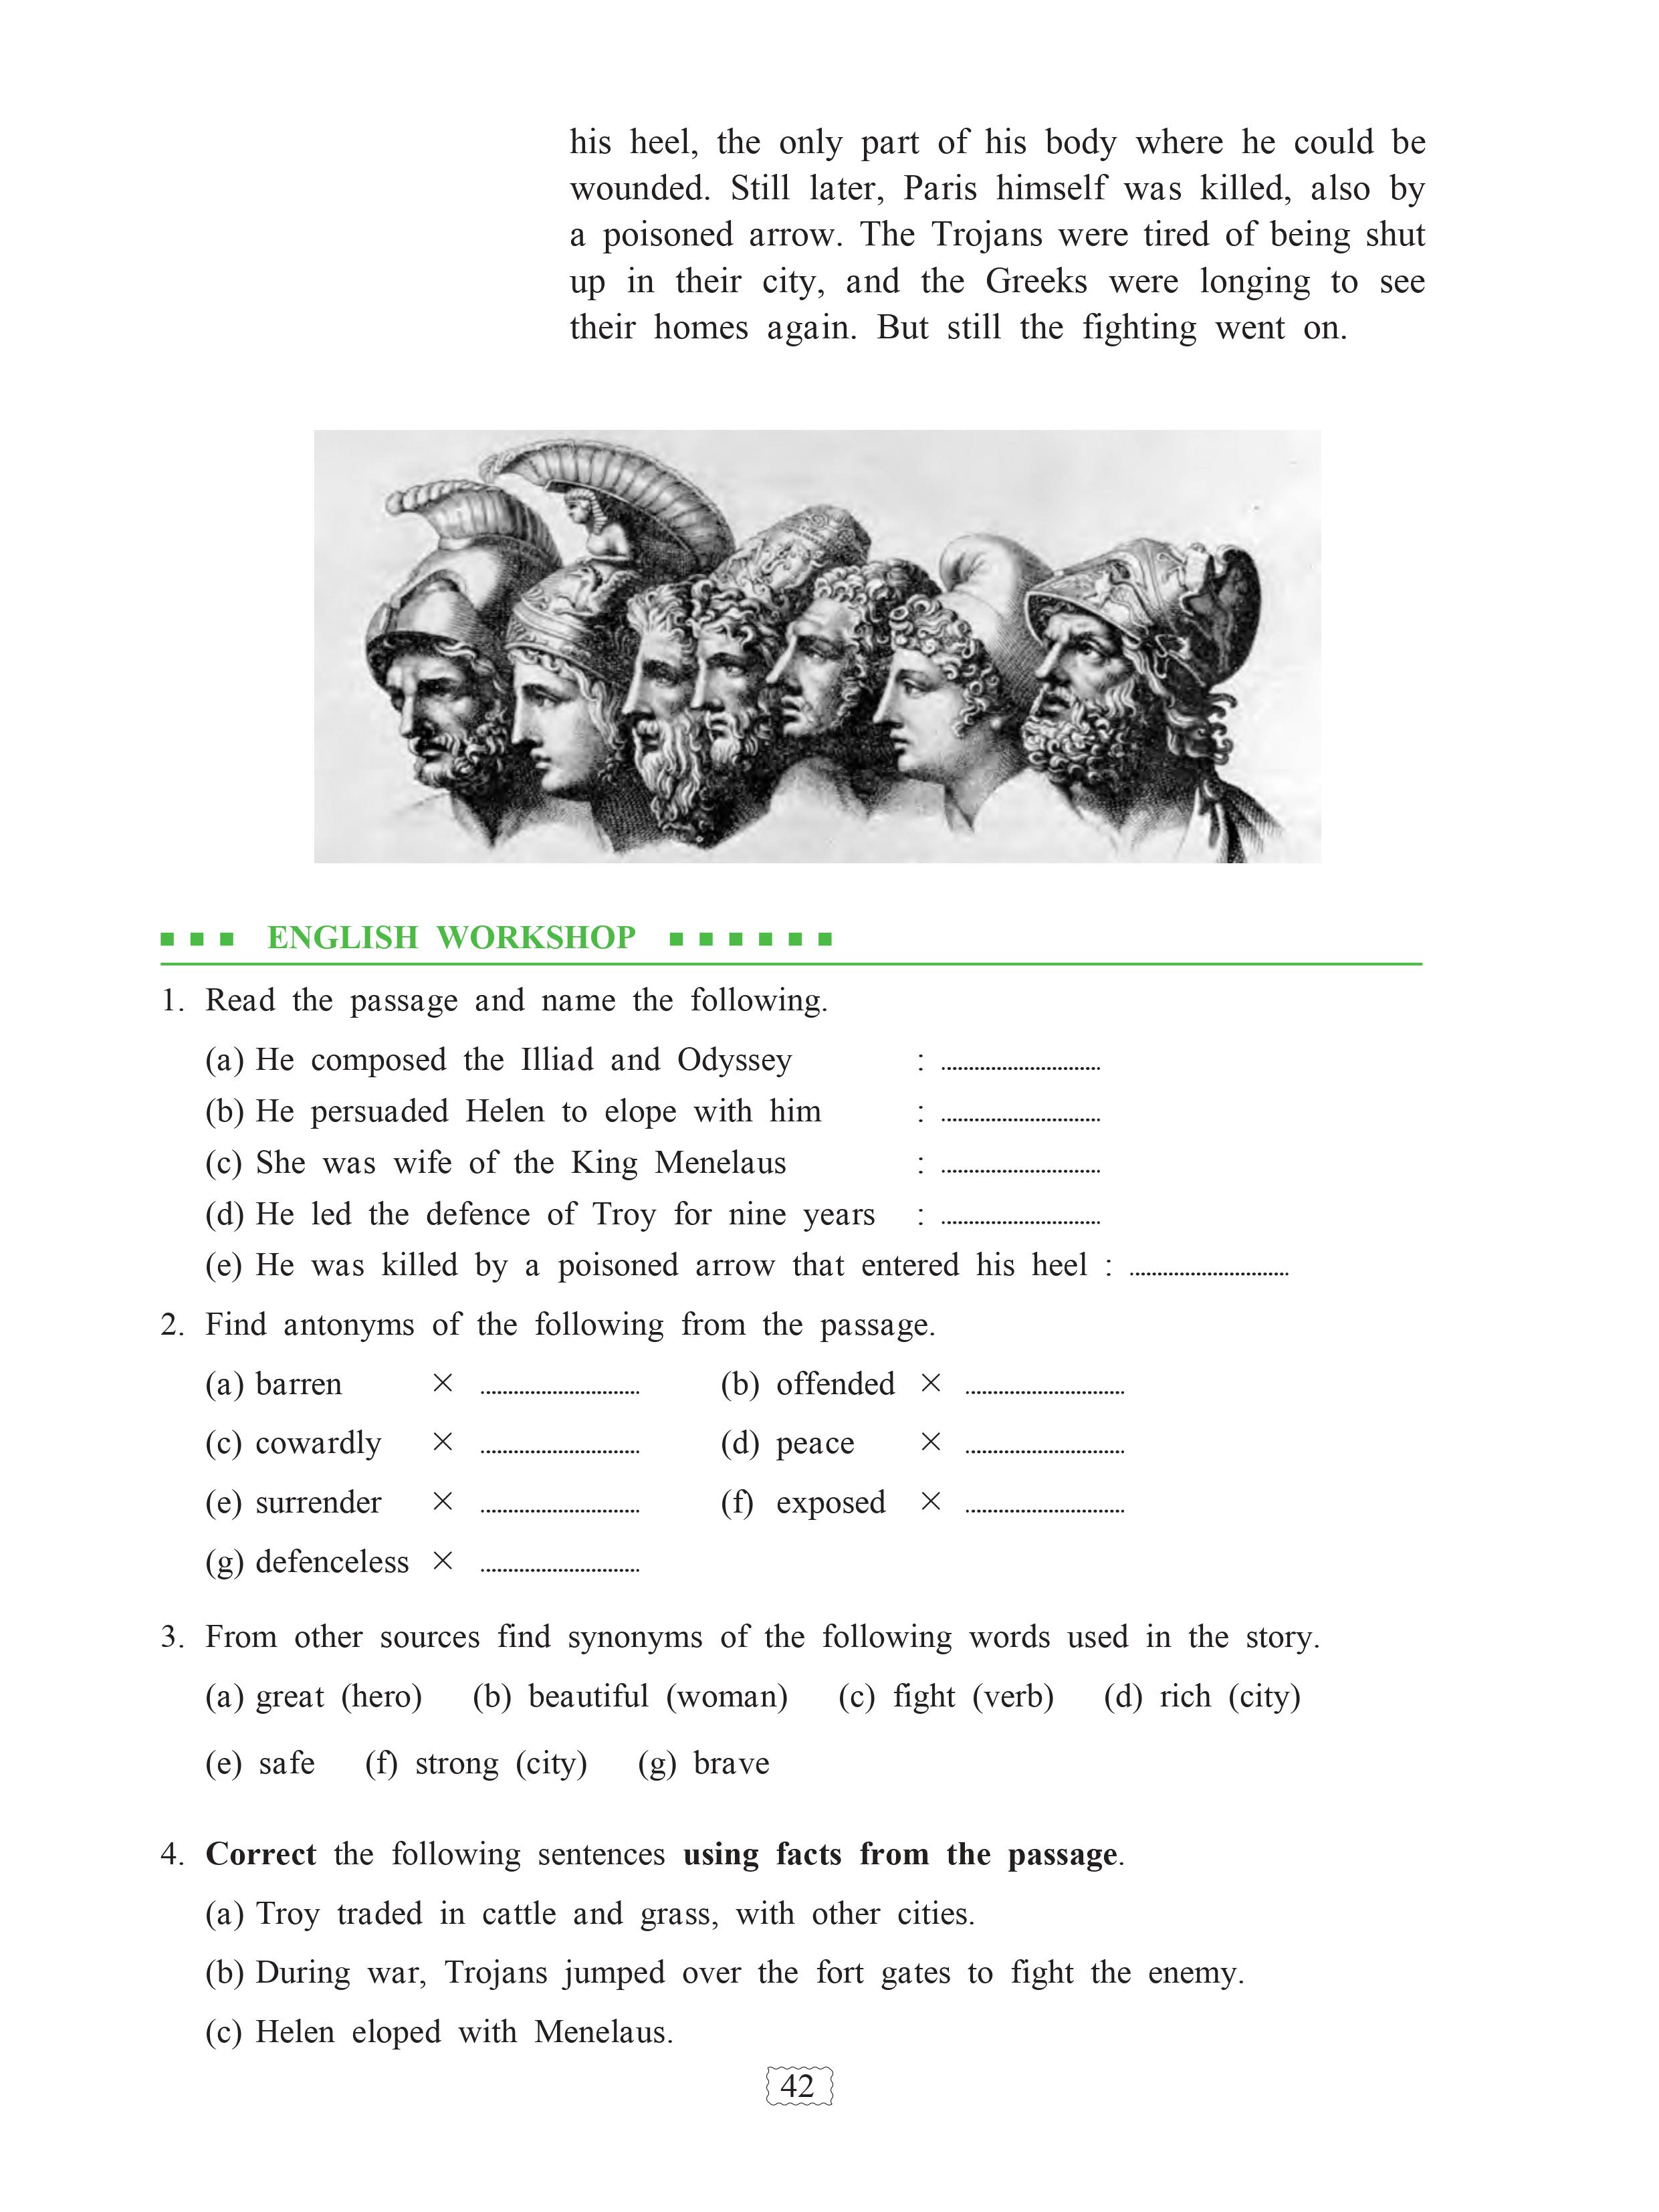 his heel, the only part of his body where he could be
wounded. Still later, Paris himself was killed, also by
a poisoned arrow. The Trojans were tired of being shut
up in their city, and the Greeks were longing to see
their homes again. But still the fighting went on.
ENGLISH WORKSHOP
1. Read the passage and name the following.
(a) He composed the Illiad and Odyssey : .............................
(b) He persuaded Helen to elope with him : .............................
(c) She was wife of the King Menelaus : .............................
(d) He led the defence of Troy for nine years : .............................
(e) He was killed by a poisoned arrow that entered his heel : .............................
2. Find antonyms of the following from the passage.
(a) barren × ............................. (b) offended × .............................
(c) cowardly × ............................. (d) peace × .............................
(e) surrender × ............................. (f) exposed × .............................
(g) defenceless × .............................
3. From other sources find synonyms of the following words used in the story.
(a) great (hero) (b) beautiful (woman) (c) fight (verb) (d) rich (city)
(e) safe (f) strong (city) (g) brave
4. Correct the following sentences using facts from the passage.
(a) Troy traded in cattle and grass, with other cities.
(b) During war, Trojans jumped over the fort gates to fight the enemy.
(c) Helen eloped with Menelaus.
42